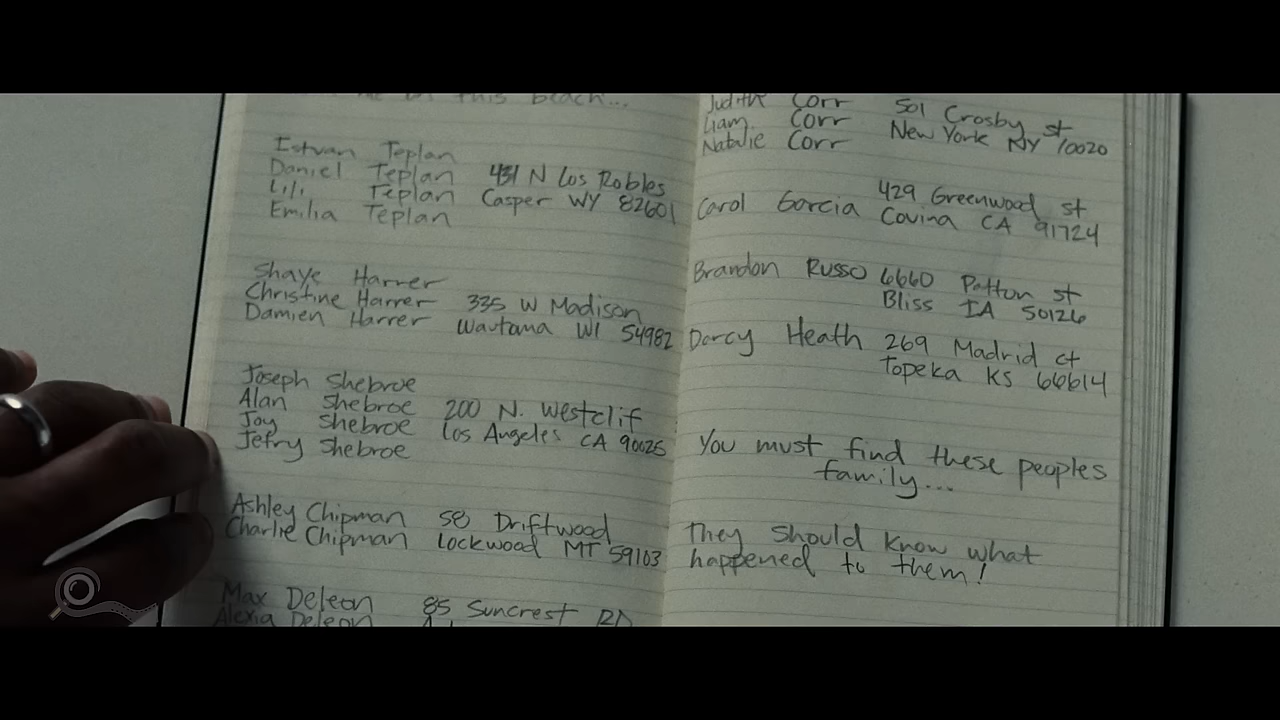 this beach...
Istvan Teplan
Daniel Teplan 431 N Los Robles
Lili Teplan Casper WY 82601
Emilia Teplan
Shaye Harrer
Christine Harrer 335 W Madison
Damien Harrer Wautoma WI 54982
Joseph Shebroe
Alan Shebroe 200 N. Westclif
Joy Shebroe Los Angeles CA 90025
Jefry Shebroe
Ashley Chipman 58 Driftwood
Charlie Chipman Lockwood MT 59103
Max Deleon 85 Suncrest RD
Alexia Deleon
Judith Corr 501 Crosby st
Liam Corr New York NY 10020
Natalie Corr
Carol Garcia 429 Greenwood st
Covina CA 91724
Brandon Russo 6660 Patton st
Bliss IA 50126
Darcy Heath 269 Madrid ct
Topeka KS 66614
You must find these peoples
family...
They should know what
happened to them!